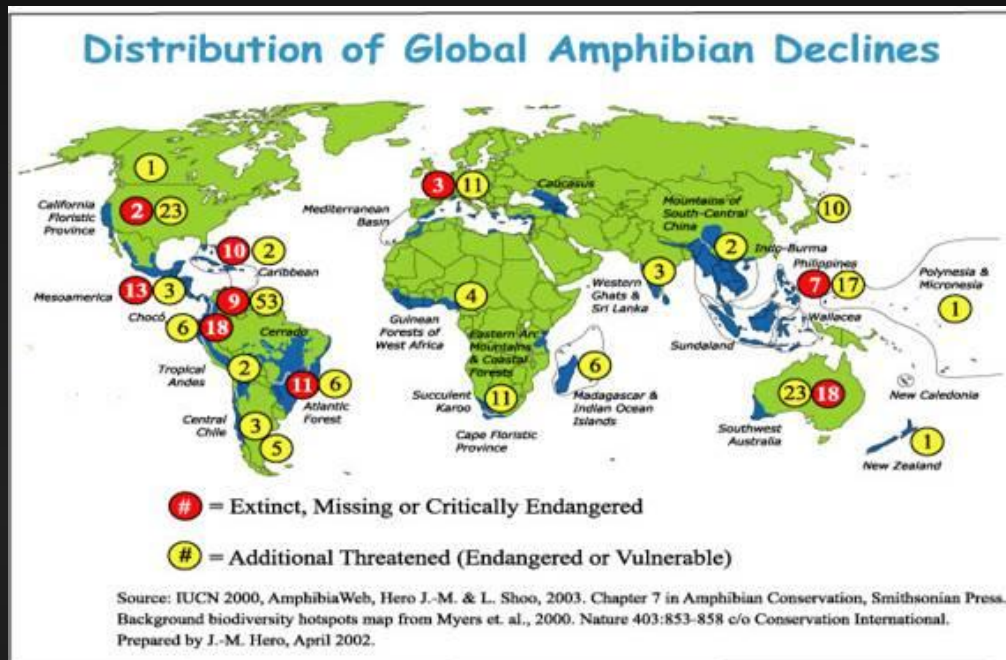 Distribution of Global Amphibian Declines
1
California
Floristic
Province
2
23
Mediterranean
Basin
3
11
Caucasus
Mountains of
South-Central
China
10
10
2
Caribbean
Mesoamerica
13
3
Chocó
9
53
6
18
Cerrado
Tropical
Andes
2
11
6
Atlantic
Forest
Central
Chile
3
5
4
Guinean
Forests of
West Africa
Eastern Arc
Mountains
& Coastal
Forests
Succulent
Karoo
11
Cape Floristic
Province
6
Madagascar &
Indian Ocean
Islands
Western
Ghats &
Sri Lanka
3
2
Indo-Burma
Philippines
7
17
Wallacea
Sundaland
Polynesia &
Micronesia
1
New Caledonia
23
18
Southwest
Australia
1
New Zealand
# = Extinct, Missing or Critically Endangered
# = Additional Threatened (Endangered or Vulnerable)
Source: IUCN 2000, AmphibiaWeb, Hero J.-M. & L. Shoo, 2003. Chapter 7 in Amphibian Conservation, Smithsonian Press.
Background biodiversity hotspots map from Myers et. al., 2000. Nature 403:853-858 c/o Conservation International.
Prepared by J.-M. Hero, April 2002.